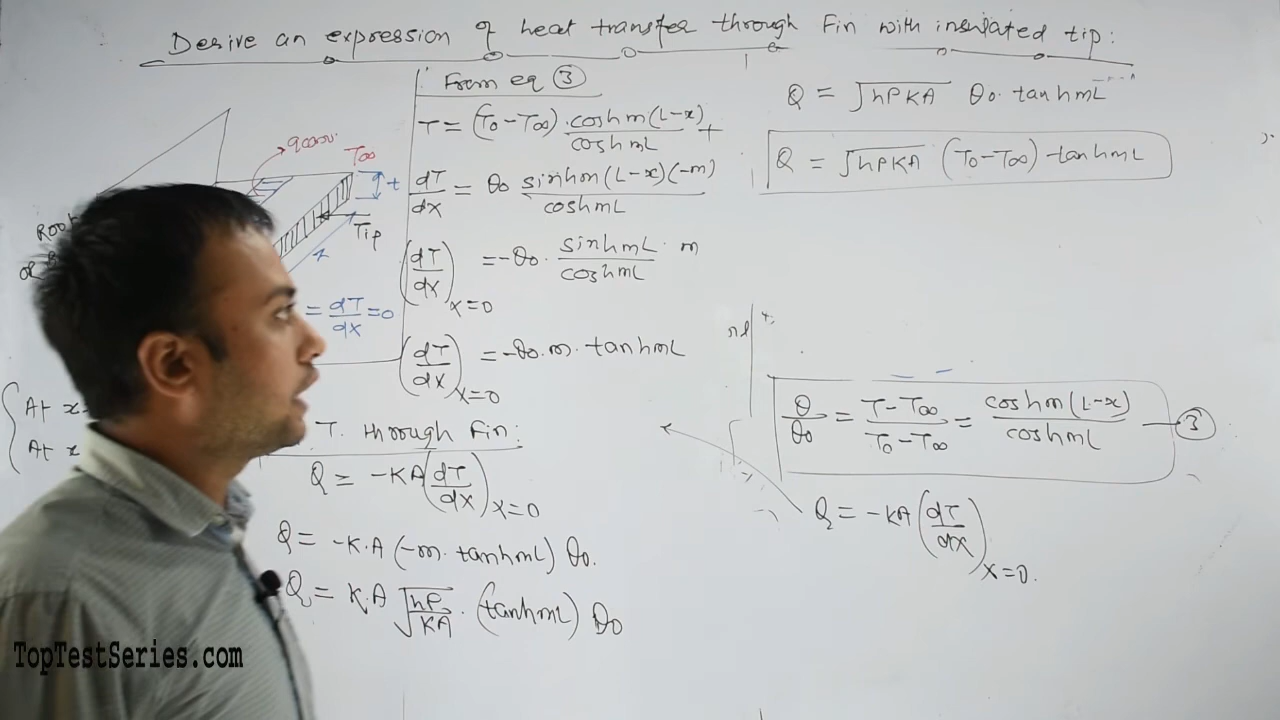 Derive an expression of heat transfer through Fin with insulated tip:
qconv.
T∞
t
Tip
x
= dT/dx = 0
At x
At x
From eq ③
T = (T0-T∞) · coshm(L-x)/coshmL +
dT/dx = θ0 sinhm(L-x)(-m)/coshmL
(dT/dx)x=0 = -θ0 · sinhmL/coshmL · m
(dT/dx)x=0 = -θ0 · m · tanhmL
T. through Fin:
Q = -KA(dT/dx)x=0
Q = -K·A(-m · tanhmL) θ0.
Q = K·A √(hP/KA) · (tanhmL) θ0
Q = √hPKA θ0 · tanhmL
Q = √hPKA (T0-T∞) tanhmL
θ/θ0 = T-T∞/T0-T∞ = coshm(L-x)/coshmL — ③
Q = -KA(dT/dx)x=0.
TopTestSeries.com